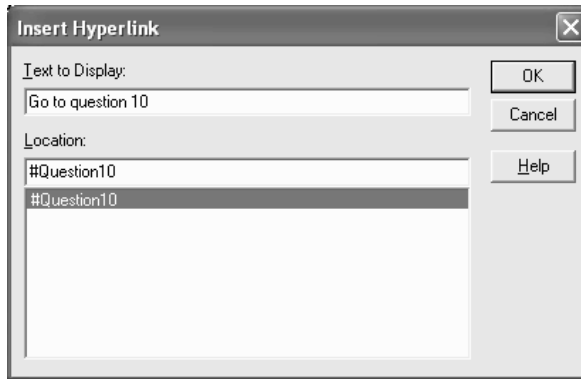 Insert Hyperlink
Text to Display:
Go to question 10
Location:
#Question10
#Question10
OK
Cancel
Help